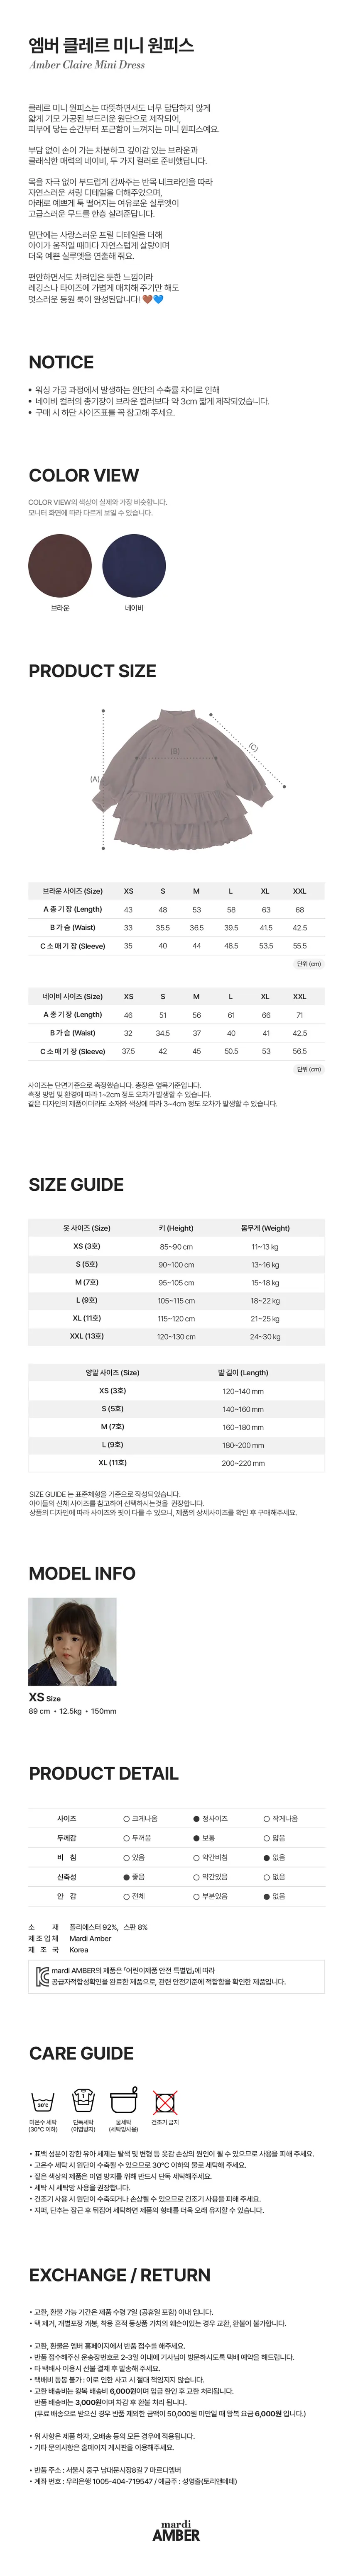 엠버 클레르 미니 원피스
Amber Claire Mini Dress
클레르 미니 원피스는 따뜻하면서도 너무 답답하지 않게
얇게 기모 가공된 부드러운 원단으로 제작되어,
피부에 닿는 순간부터 포근함이 느껴지는 미니 원피스예요.
부담 없이 손이 가는 차분하고 깊이감 있는 브라운과
클래식한 매력의 네이비, 두 가지 컬러로 준비했답니다.
목을 자극 없이 부드럽게 감싸주는 반목 네크라인을 따라
자연스러운 셔링 디테일을 더해주었으며,
아래로 예쁘게 툭 떨어지는 여유로운 실루엣이
고급스러운 무드를 한층 살려준답니다.
밑단에는 사랑스러운 프릴 디테일을 더해
아이가 움직일 때마다 자연스럽게 살랑이며
더욱 예쁜 실루엣을 연출해 줘요.
편안하면서도 차려입은 듯한 느낌이라
레깅스나 타이즈에 가볍게 매치해 주기만 해도
멋스러운 등원 룩이 완성된답니다! 🤎💙
NOTICE
• 워싱 가공 과정에서 발생하는 원단의 수축률 차이로 인해
• 네이비 컬러의 총기장이 브라운 컬러보다 약 3cm 짧게 제작되었습니다.
• 구매 시 하단 사이즈표를 꼭 참고해 주세요.
COLOR VIEW
COLOR VIEW의 색상이 실제와 가장 비슷합니다.
모니터 화면에 따라 다르게 보일 수 있습니다.
브라운 네이비
PRODUCT SIZE
(A) (B) (C)
브라운 사이즈 (Size) XS S M L XL XXL
A 총 기 장 (Length) 43 48 53 58 63 68
B 가 슴 (Waist) 33 35.5 36.5 39.5 41.5 42.5
C 소 매 기 장 (Sleeve) 35 40 44 48.5 53.5 55.5
단위 (cm)
네이비 사이즈 (Size) XS S M L XL XXL
A 총 기 장 (Length) 46 51 56 61 66 71
B 가 슴 (Waist) 32 34.5 37 40 41 42.5
C 소 매 기 장 (Sleeve) 37.5 42 45 50.5 53 56.5
단위 (cm)
사이즈는 단면기준으로 측정했습니다. 총장은 옆목기준입니다.
측정 방법 및 환경에 따라 1~2cm 정도 오차가 발생할 수 있습니다.
같은 디자인의 제품이더라도 소재와 색상에 따라 3~4cm 정도 오차가 발생할 수 있습니다.
SIZE GUIDE
옷 사이즈 (Size) 키 (Height) 몸무게 (Weight)
XS (3호) 85~90 cm 11~13 kg
S (5호) 90~100 cm 13~16 kg
M (7호) 95~105 cm 15~18 kg
L (9호) 105~115 cm 18~22 kg
XL (11호) 115~120 cm 21~25 kg
XXL (13호) 120~130 cm 24~30 kg
양말 사이즈 (Size) 발 길이 (Length)
XS (3호) 120~140 mm
S (5호) 140~160 mm
M (7호) 160~180 mm
L (9호) 180~200 mm
XL (11호) 200~220 mm
SIZE GUIDE 는 표준체형을 기준으로 작성되었습니다.
아이들의 신체 사이즈를 참고하여 선택하시는것을 권장합니다.
상품의 디자인에 따라 사이즈와 핏이 다를 수 있으니, 제품의 상세사이즈를 확인 후 구매해주세요.
MODEL INFO
XS Size
89 cm • 12.5kg • 150mm
PRODUCT DETAIL
사이즈 ○ 크게나옴 ● 정사이즈 ○ 작게나옴
두께감 ○ 두꺼움 ● 보통 ○ 얇음
비 침 ○ 있음 ○ 약간비침 ● 없음
신축성 ● 좋음 ○ 약간있음 ○ 없음
안 감 ○ 전체 ○ 부분있음 ● 없음
소 재 폴리에스터 92%, 스판 8%
제 조 업 체 Mardi Amber
제 조 국 Korea
mardi AMBER의 제품은 「어린이제품 안전 특별법」에 따라
공급자적합성확인을 완료한 제품으로, 관련 안전기준에 적합함을 확인한 제품입니다.
CARE GUIDE
30℃
1
미온수 세탁 단독세탁 물세탁 건조기 금지
(30℃ 이하) (이염방지) (세탁망사용)
• 표백 성분이 강한 유아 세제는 탈색 및 변형 등 옷감 손상의 원인이 될 수 있으므로 사용을 피해 주세요.
• 고온수 세탁 시 원단이 수축될 수 있으므로 30℃ 이하의 물로 세탁해 주세요.
• 짙은 색상의 제품은 이염 방지를 위해 반드시 단독 세탁해주세요.
• 세탁 시 세탁망 사용을 권장합니다.
• 건조기 사용 시 원단이 수축되거나 손상될 수 있으므로 건조기 사용을 피해 주세요.
• 지퍼, 단추는 잠근 후 뒤집어 세탁하면 제품의 형태를 더욱 오래 유지할 수 있습니다.
EXCHANGE / RETURN
• 교환, 환불 가능 기간은 제품 수령 7일 (공휴일 포함) 이내 입니다.
• 택 제거, 개별포장 개봉, 착용 흔적 등상품 가치의 훼손이있는 경우 교환, 환불이 불가합니다.
• 교환, 환불은 엠버 홈페이지에서 반품 접수를 해주세요.
• 반품 접수해주신 운송장번호로 2-3일 이내에 기사님이 방문하시도록 택배 예약을 해드립니다.
• 타 택배사 이용시 선불 결제 후 발송해 주세요.
• 택배비 동봉 불가 : 이로 인한 사고 시 절대 책임지지 않습니다.
• 교환 배송비는 왕복 배송비 6,000원이며 입금 환인 후 교환 처리됩니다.
반품 배송비는 3,000원이며 차감 후 환불 처리 됩니다.
(무료 배송으로 받으신 경우 반품 제외한 금액이 50,000원 미만일 때 왕복 요금 6,000원 입니다.)
• 위 사항은 제품 하자, 오배송 등의 모든 경우에 적용됩니다.
• 기타 문의사항은 홈페이지 게시판을 이용해주세요.
• 반품 주소 : 서울시 중구 남대문시장8길 7 마르디엠버
• 계좌 번호 : 우리은행 1005-404-719547 / 예금주 : 성영출(토리앤테테)
mardi
AMBER